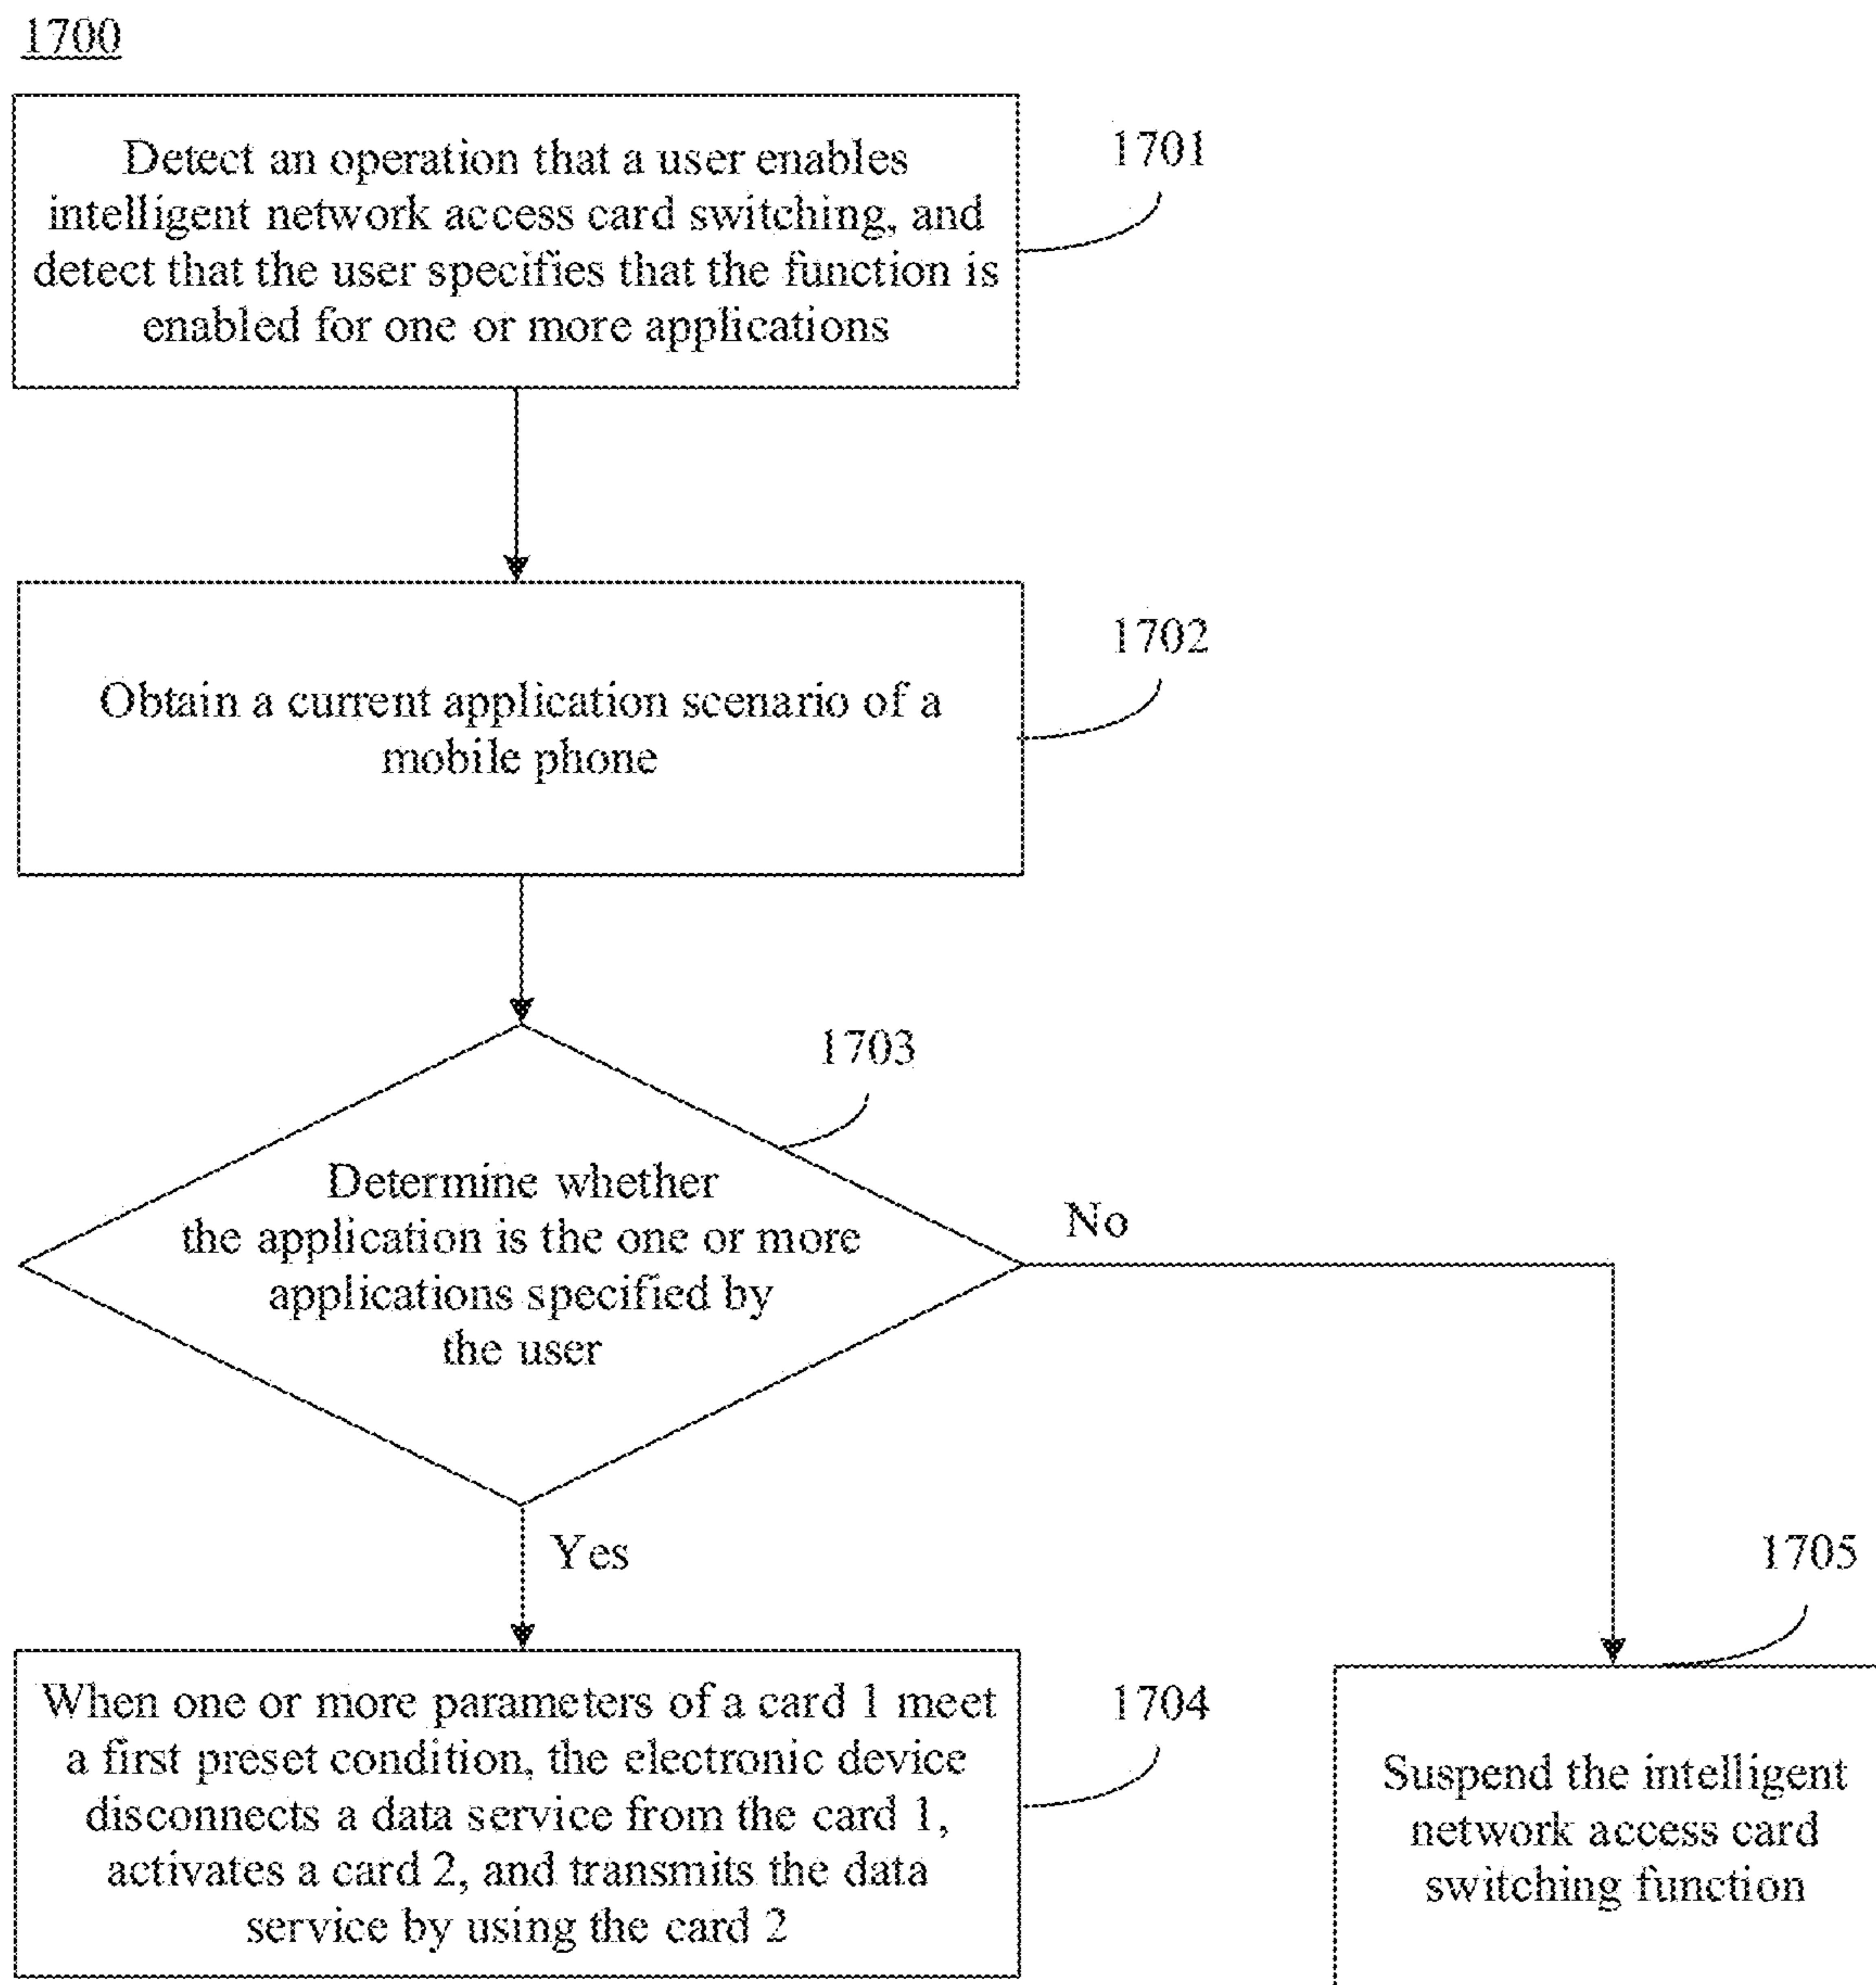 1700
Detect an operation that a user enables
intelligent network access card switching, and
detect that the user specifies that the function is
enabled for one or more applications
1701
Obtain a current application scenario of a
mobile phone
1702
Determine whether
the application is the one or more
applications specified by
the user
1703
No
Yes
When one or more parameters of a card 1 meet
a first preset condition, the electronic device
disconnects a data service from the card 1,
activates a card 2, and transmits the data
service by using the card 2
1704
Suspend the intelligent
network access card
switching function
1705